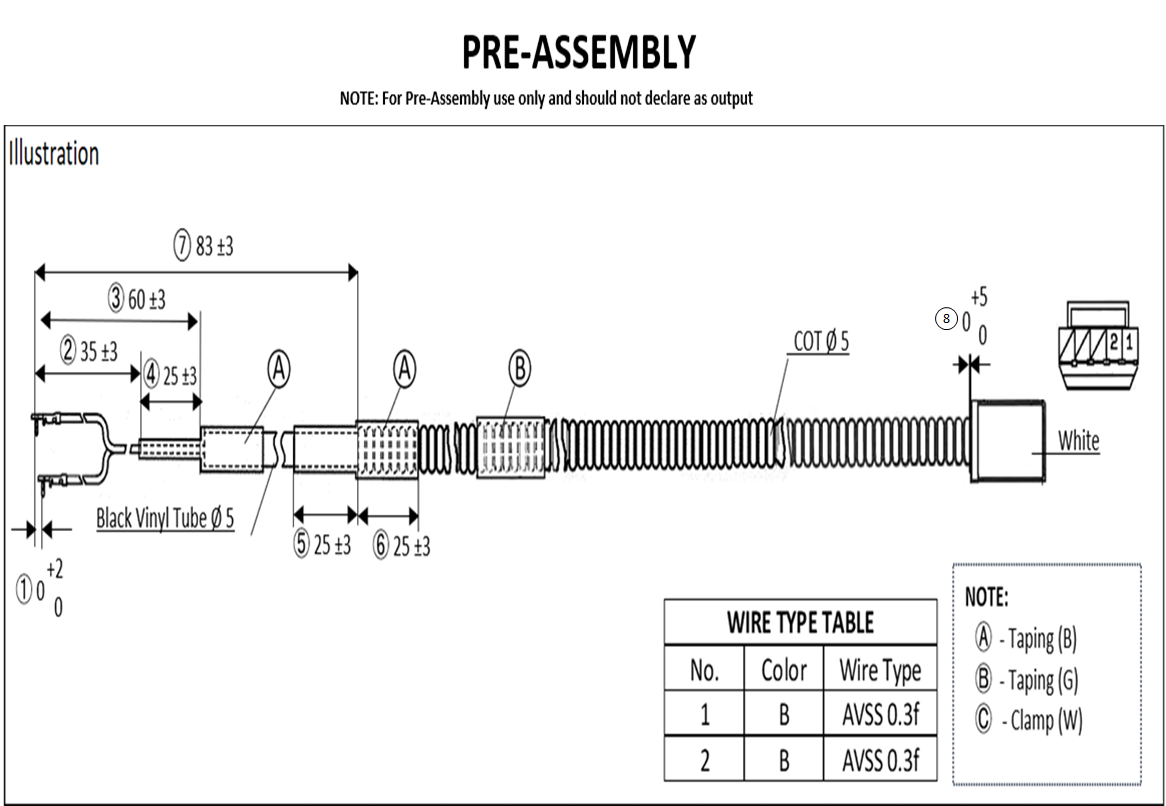 PRE-ASSEMBLY
NOTE: For Pre-Assembly use only and should not declare as output
Illustration
⑦ 83 ±3
③ 60 ±3
② 35 ±3
④ 25 ±3
A
A
B
COT Ø 5
⑧ 0 +5 0
2 1
White
Black Vinyl Tube Ø 5
⑤ 25 ±3
⑥ 25 ±3
① 0 +2 0
WIRE TYPE TABLE
No. Color Wire Type
1 B AVSS 0.3f
2 B AVSS 0.3f
NOTE:
Ⓐ - Taping (B)
Ⓑ - Taping (G)
Ⓒ - Clamp (W)